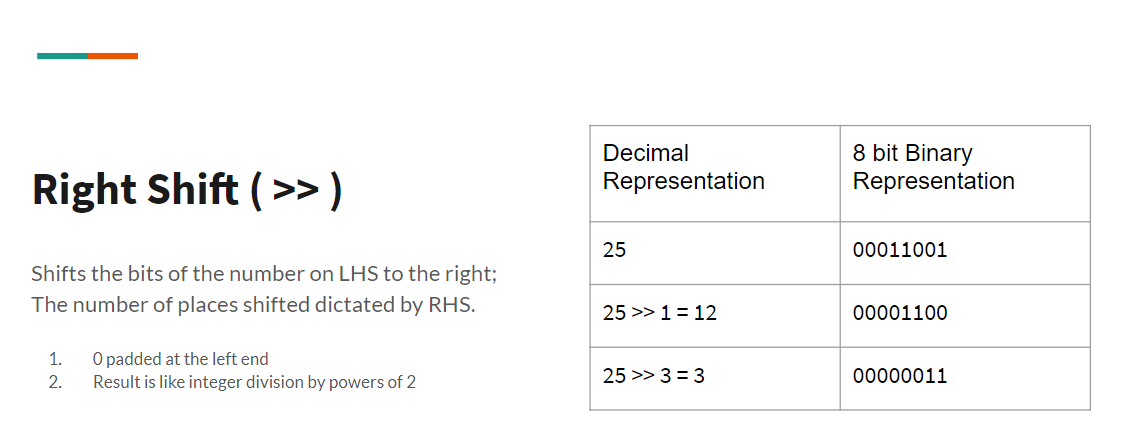 Right Shift ( >> )
Shifts the bits of the number on LHS to the right;
The number of places shifted dictated by RHS.
1. 0 padded at the left end
2. Result is like integer division by powers of 2
Decimal Representation
8 bit Binary Representation
25
00011001
25 >> 1 = 12
00001100
25 >> 3 = 3
00000011